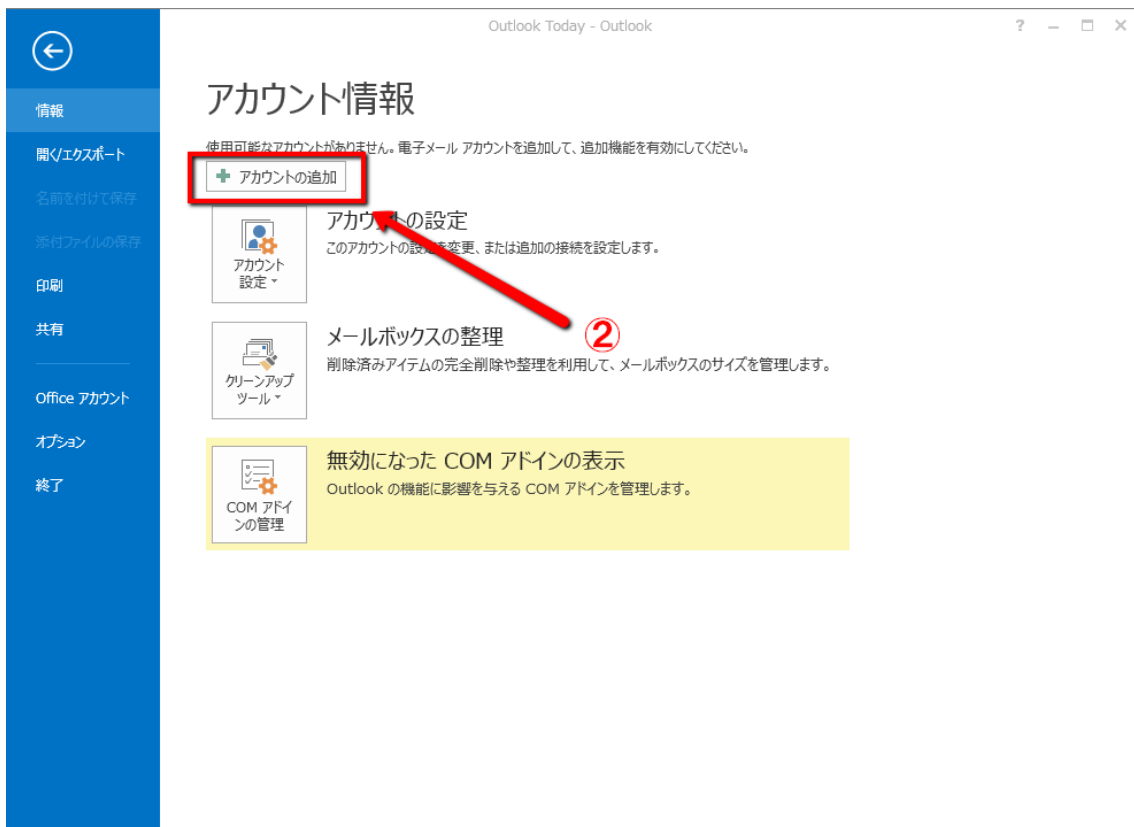 Outlook Today - Outlook
?
アカウント情報
情報
使用可能なアカウントがありません。電子メール アカウントを追加して、追加機能を有効にしてください。
開く/エクスポート
アカウントの追加
名前を付けて保存
添付ファイルの保存
印刷
共有
Office アカウント
オプション
終了
アカウント
設定
アカウントの設定
このアカウントの設定を変更、または追加の接続を設定します。
②
クリーンアップ
ツール
メールボックスの整理
削除済みアイテムの完全削除や整理を利用して、メールボックスのサイズを管理します。
COM アドイ
ンの管理
無効になった COM アドインの表示
Outlook の機能に影響を与える COM アドインを管理します。